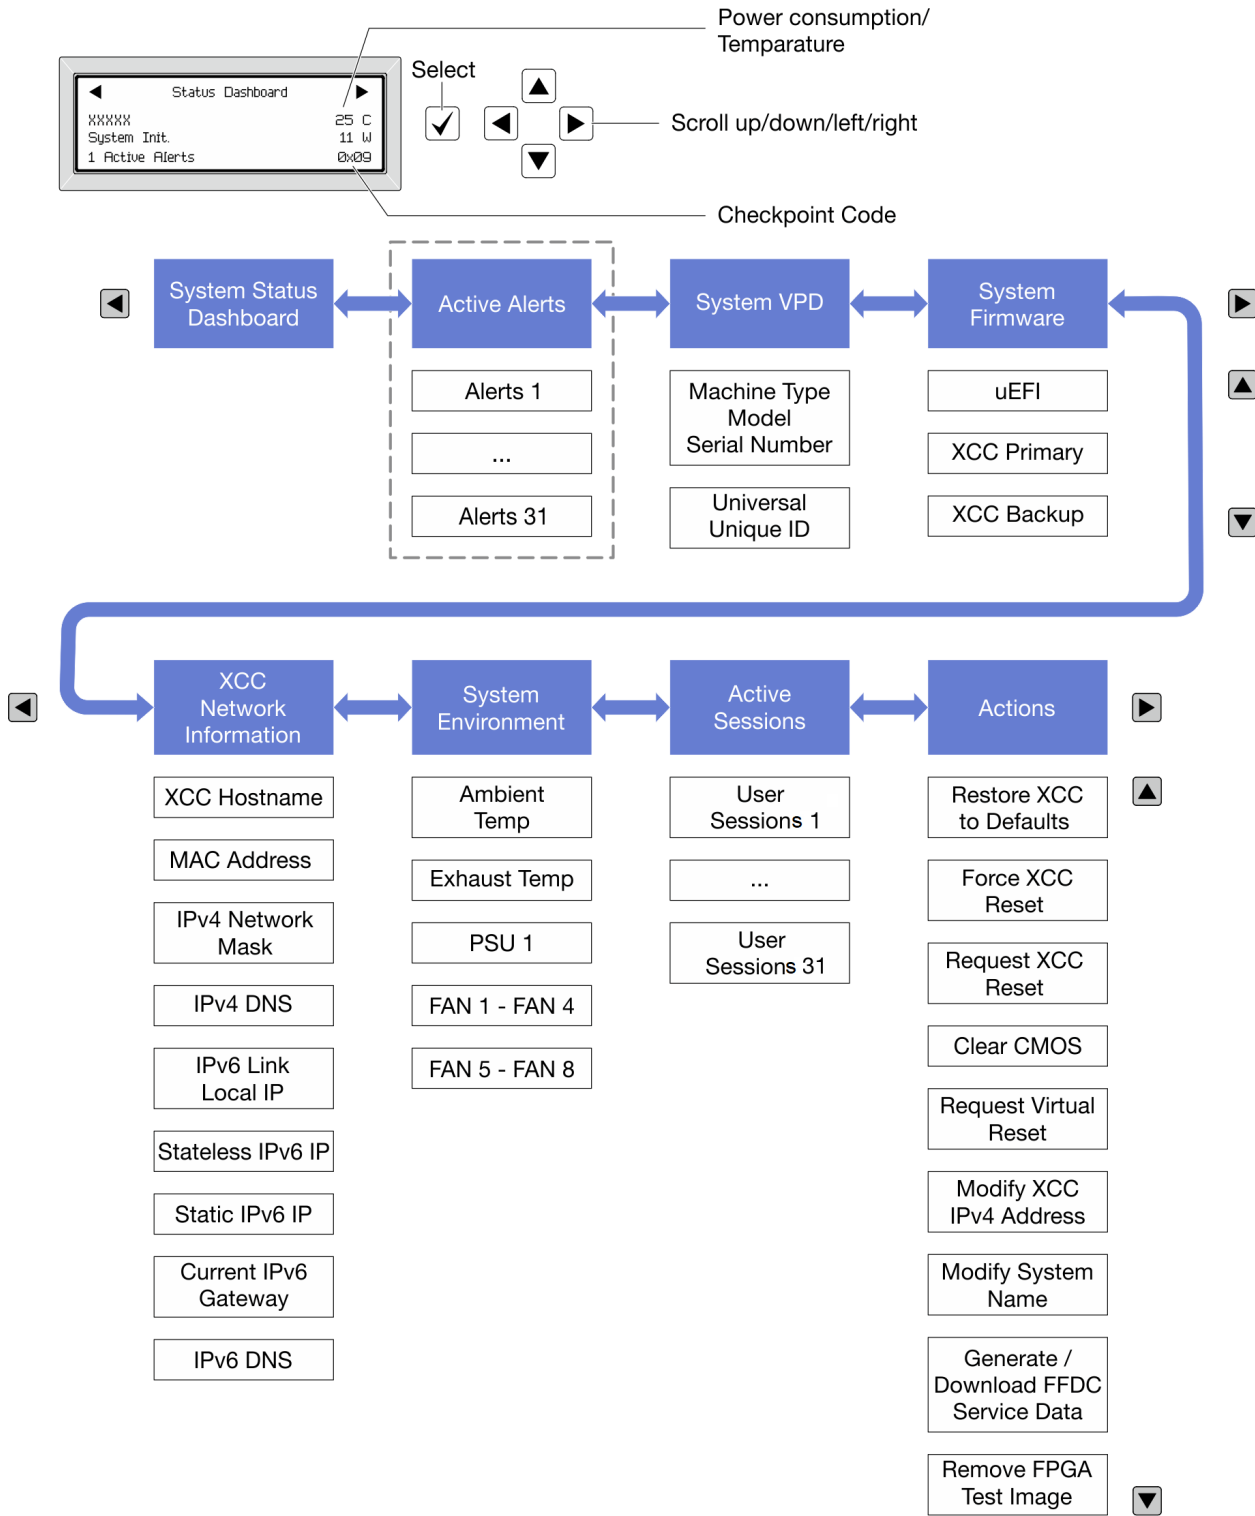 Power consumption/
Temparature
Select
Status Dashboard
XXXXX 25 C
System Init. 11 W
1 Active Alerts 0x09
Scroll up/down/left/right
Checkpoint Code
System Status
Dashboard
Active Alerts
System VPD
System
Firmware
Alerts 1
...
Alerts 31
Machine Type
Model
Serial Number
Universal
Unique ID
uEFI
XCC Primary
XCC Backup
XCC
Network
Information
System
Environment
Active
Sessions
Actions
XCC Hostname
MAC Address
IPv4 Network
Mask
IPv4 DNS
IPv6 Link
Local IP
Stateless IPv6 IP
Static IPv6 IP
Current IPv6
Gateway
IPv6 DNS
Ambient
Temp
Exhaust Temp
PSU 1
FAN 1 - FAN 4
FAN 5 - FAN 8
User
Sessions 1
...
User
Sessions 31
Restore XCC
to Defaults
Force XCC
Reset
Request XCC
Reset
Clear CMOS
Request Virtual
Reset
Modify XCC
IPv4 Address
Modify System
Name
Generate /
Download FFDC
Service Data
Remove FPGA
Test Image